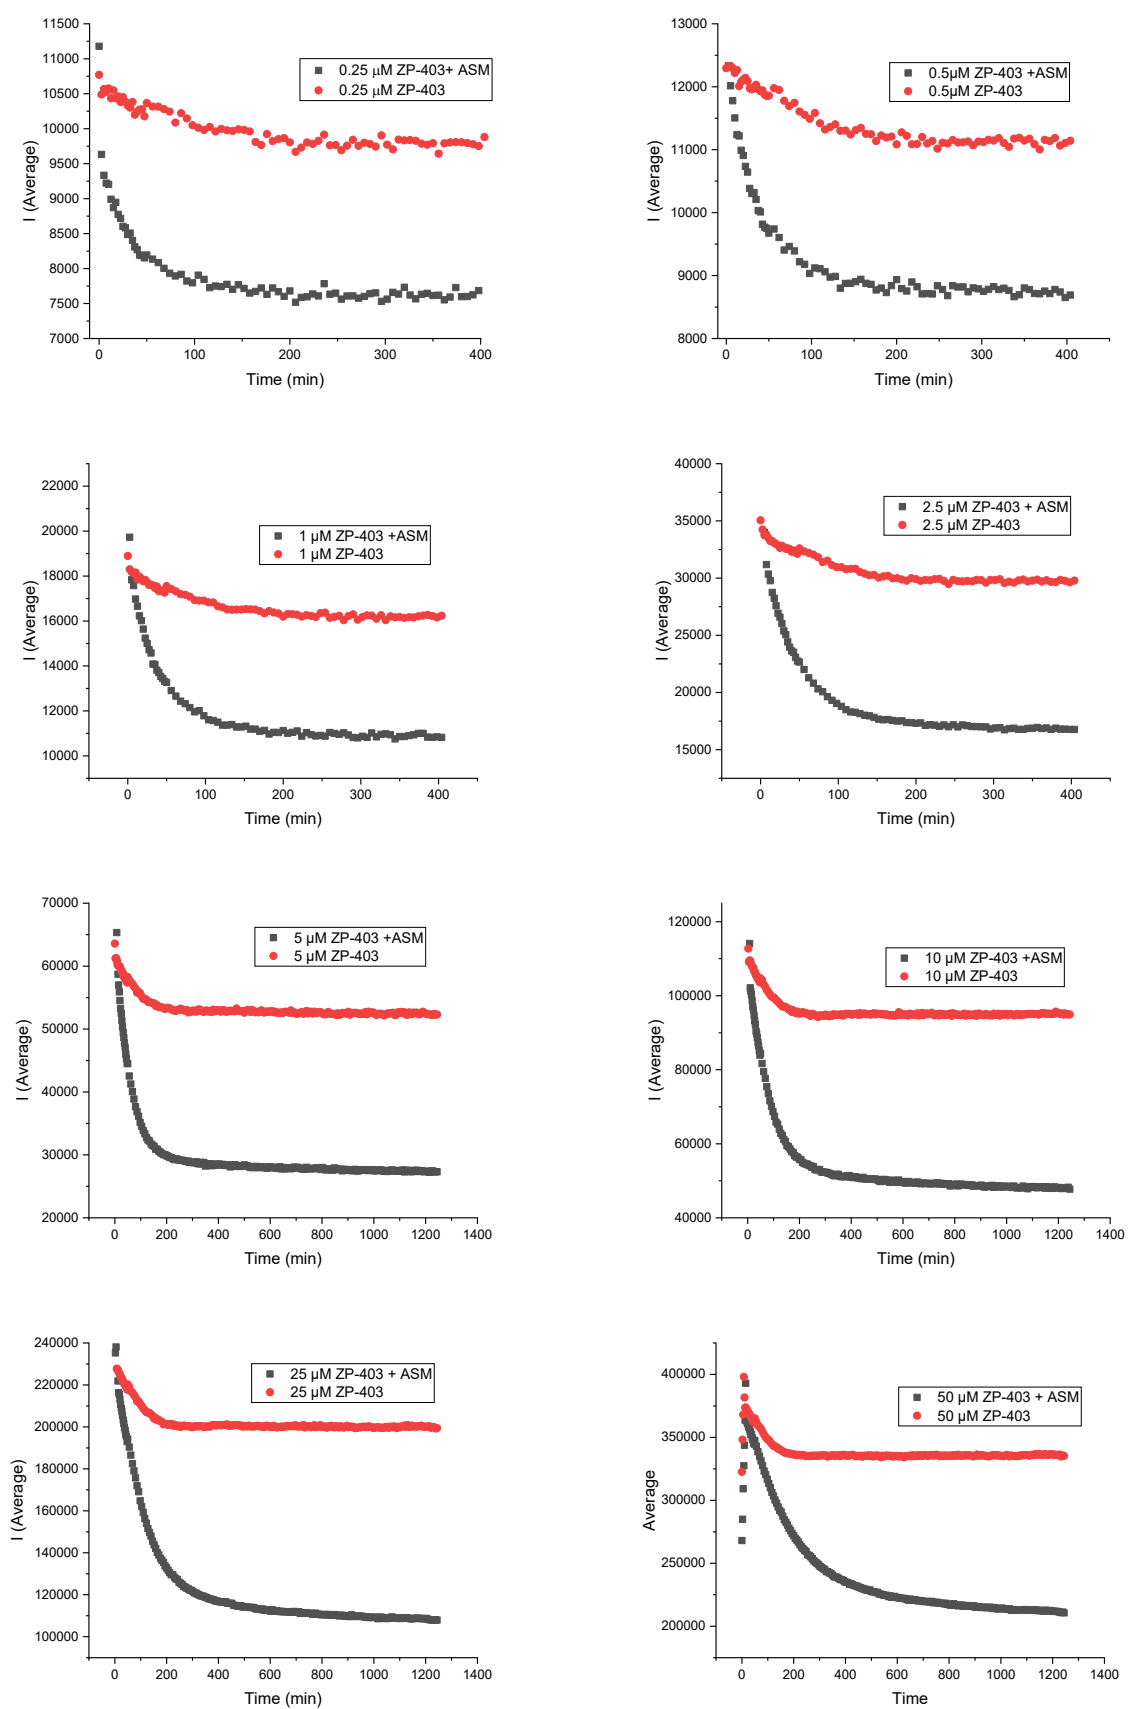 11500
11000
10500
10000
9500
9000
8500
8000
7500
7000
I (Average)
0.25 μM ZP-403+ ASM
0.25 μM ZP-403
0 100 200 300 400
Time (min)
13000
12000
11000
10000
9000
8000
I (Average)
0.5μM ZP-403 +ASM
0.5μM ZP-403
0 100 200 300 400
Time (min)
22000
20000
18000
16000
14000
12000
10000
I (Average)
1 μM ZP-403 +ASM
1 μM ZP-403
0 100 200 300 400
Time (min)
40000
35000
30000
25000
20000
15000
I (Average)
2.5 μM ZP-403 + ASM
2.5 μM ZP-403
0 100 200 300 400
Time (min)
70000
60000
50000
40000
30000
20000
I (Average)
5 μM ZP-403 +ASM
5 μM ZP-403
0 200 400 600 800 1000 1200 1400
Time (min)
120000
100000
80000
60000
40000
I (Average)
10 μM ZP-403 +ASM
10 μM ZP-403
0 200 400 600 800 1000 1200 1400
Time (min)
240000
220000
200000
180000
160000
140000
120000
100000
I (Average)
25 μM ZP-403 + ASM
25 μM ZP-403
0 200 400 600 800 1000 1200 1400
Time (min)
400000
350000
300000
250000
200000
Average
50 μM ZP-403 + ASM
50 μM ZP-403
0 200 400 600 800 1000 1200 1400
Time